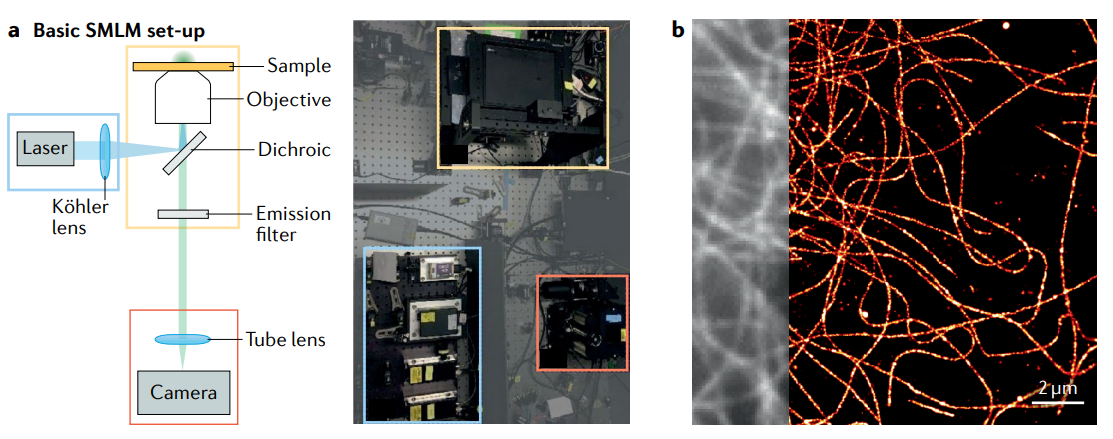 a Basic SMLM set-up
Sample
Objective
Laser
Dichroic
Köhler
lens
Emission
filter
Tube lens
Camera
b
2 µm